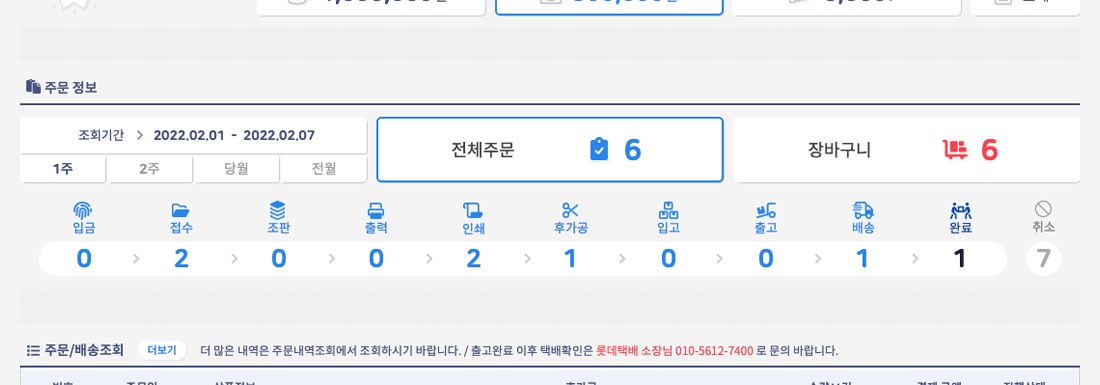 주문 정보
조회기간 > 2022.02.01 - 2022.02.07
1주 2주 당월 전월
전체주문 6
장바구니 6
입금 접수 조판 출력 인쇄 후가공 입고 출고 배송 완료 취소
0 > 2 > 0 > 0 > 2 > 1 > 0 > 0 > 1 > 1 7
주문/배송조회 더보기 더 많은 내역은 주문내역조회에서 조회하시기 바랍니다. / 출고완료 이후 택배확인은 롯데택배 소장님 010-5612-7400 로 문의 바랍니다.